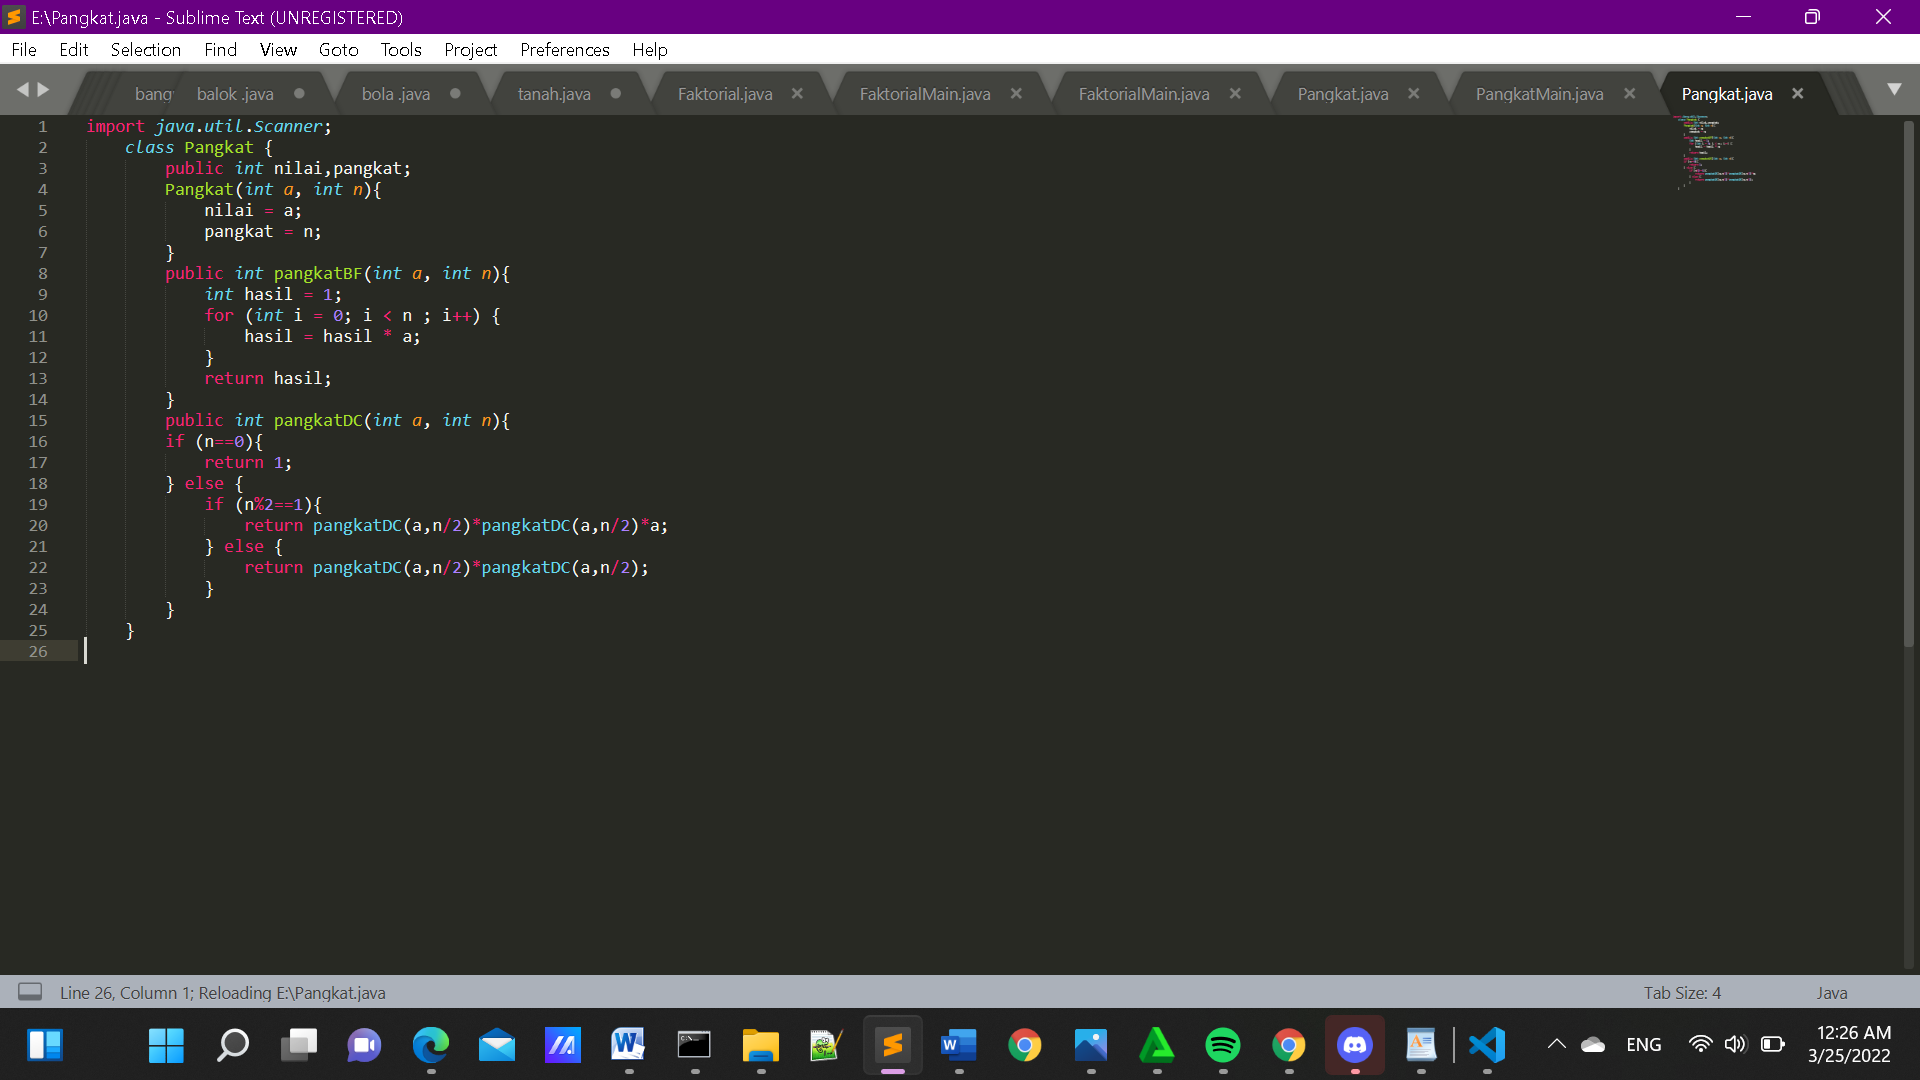 E:\Pangkat.java - Sublime Text (UNREGISTERED)
File Edit Selection Find View Goto Tools Project Preferences Help
bang balok .java bola .java tanah.java Faktorial.java FaktorialMain.java FaktorialMain.java Pangkat.java PangkatMain.java Pangkat.java
1 import java.util.Scanner;
2 class Pangkat {
3 public int nilai,pangkat;
4 Pangkat(int a, int n){
5 nilai = a;
6 pangkat = n;
7 }
8 public int pangkatBF(int a, int n){
9 int hasil = 1;
10 for (int i = 0; i < n ; i++) {
11 hasil = hasil * a;
12 }
13 return hasil;
14 }
15 public int pangkatDC(int a, int n){
16 if (n==0){
17 return 1;
18 } else {
19 if (n%2==1){
20 return pangkatDC(a,n/2)*pangkatDC(a,n/2)*a;
21 } else {
22 return pangkatDC(a,n/2)*pangkatDC(a,n/2);
23 }
24 }
25 }
26
Line 26, Column 1; Reloading E:\Pangkat.java Tab Size: 4 Java
ENG 12:26 AM
3/25/2022